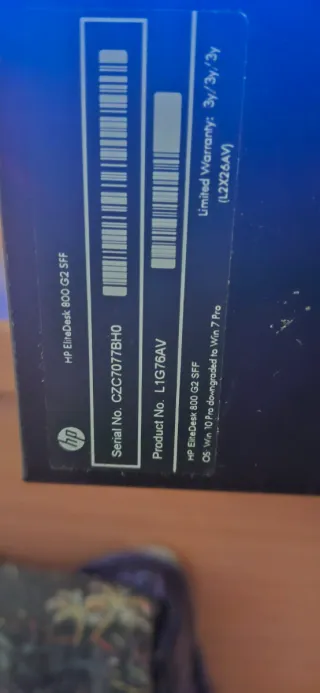 hp
HP EliteDesk 800 G2 SFF
Serial No. CZC7077BH0
Product No. L1G76AV
HP EliteDesk 800 G2 SFF
Limited Warranty: 3y/3y/3y
OS: Win 10 Pro downgraded to Win 7 Pro
(L2X26AV)